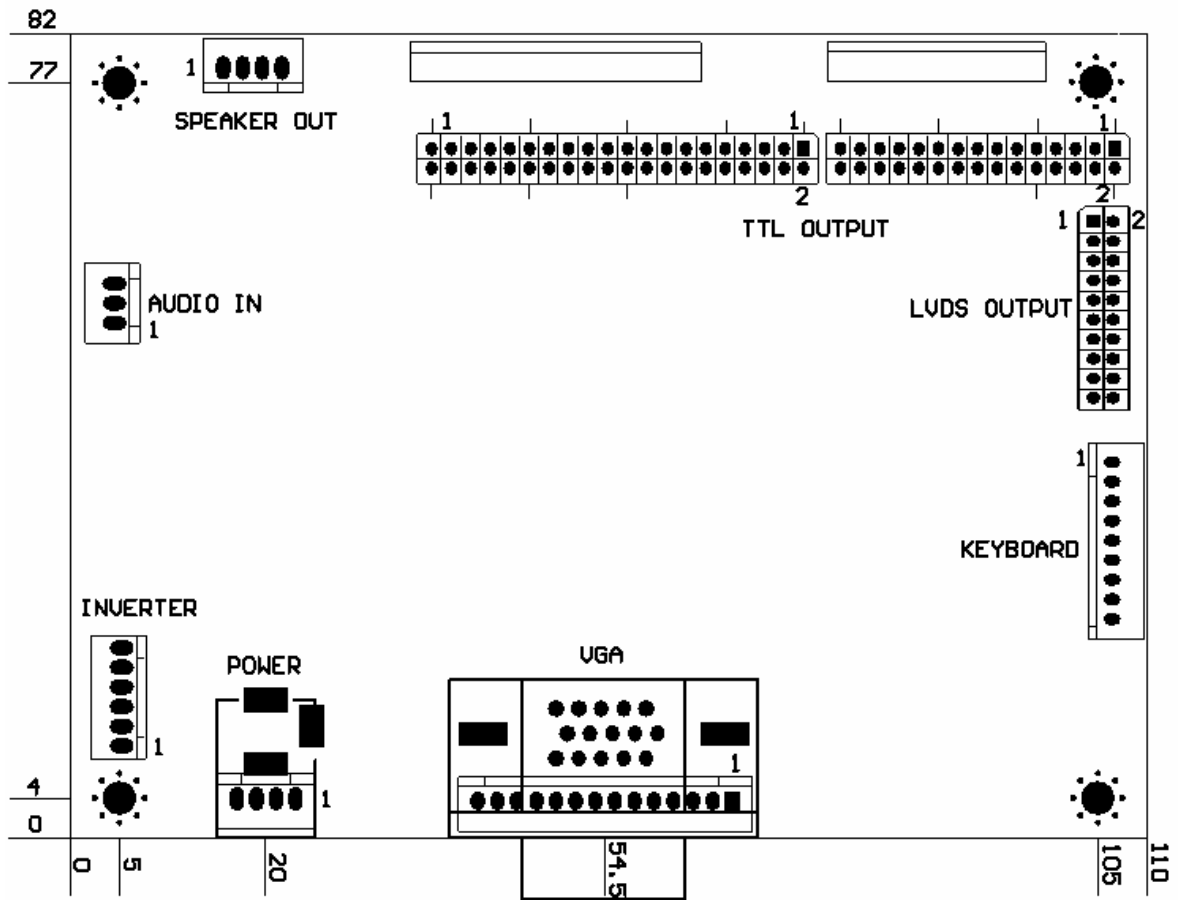 82
77
1
SPEAKER OUT
1
1
1
2
2
TTL OUTPUT
1
2
AUDIO IN
1
LVDS OUTPUT
1
KEYBOARD
INVERTER
1
POWER
1
VGA
1
4
0
0
5
20
54.5
105
110